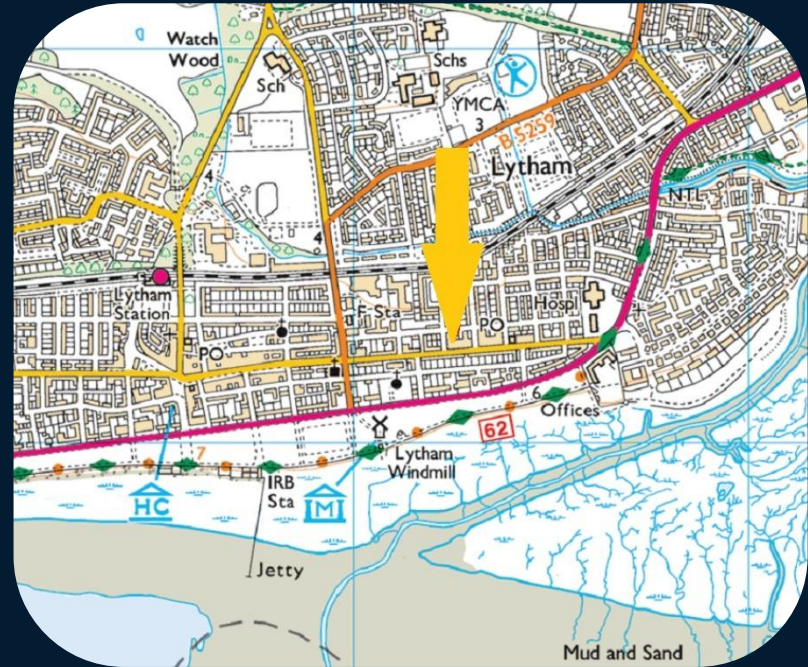 Watch
Wood
Sch
Schs
YMCA
3
B 5259
Lytham
4
NTL
4
Lytham
Station
F Sta
PO
Hospl
PO
6
Offices
62
7
Lytham
Windmill
IRB
Sta
HC
M
Jetty
Mud and Sand